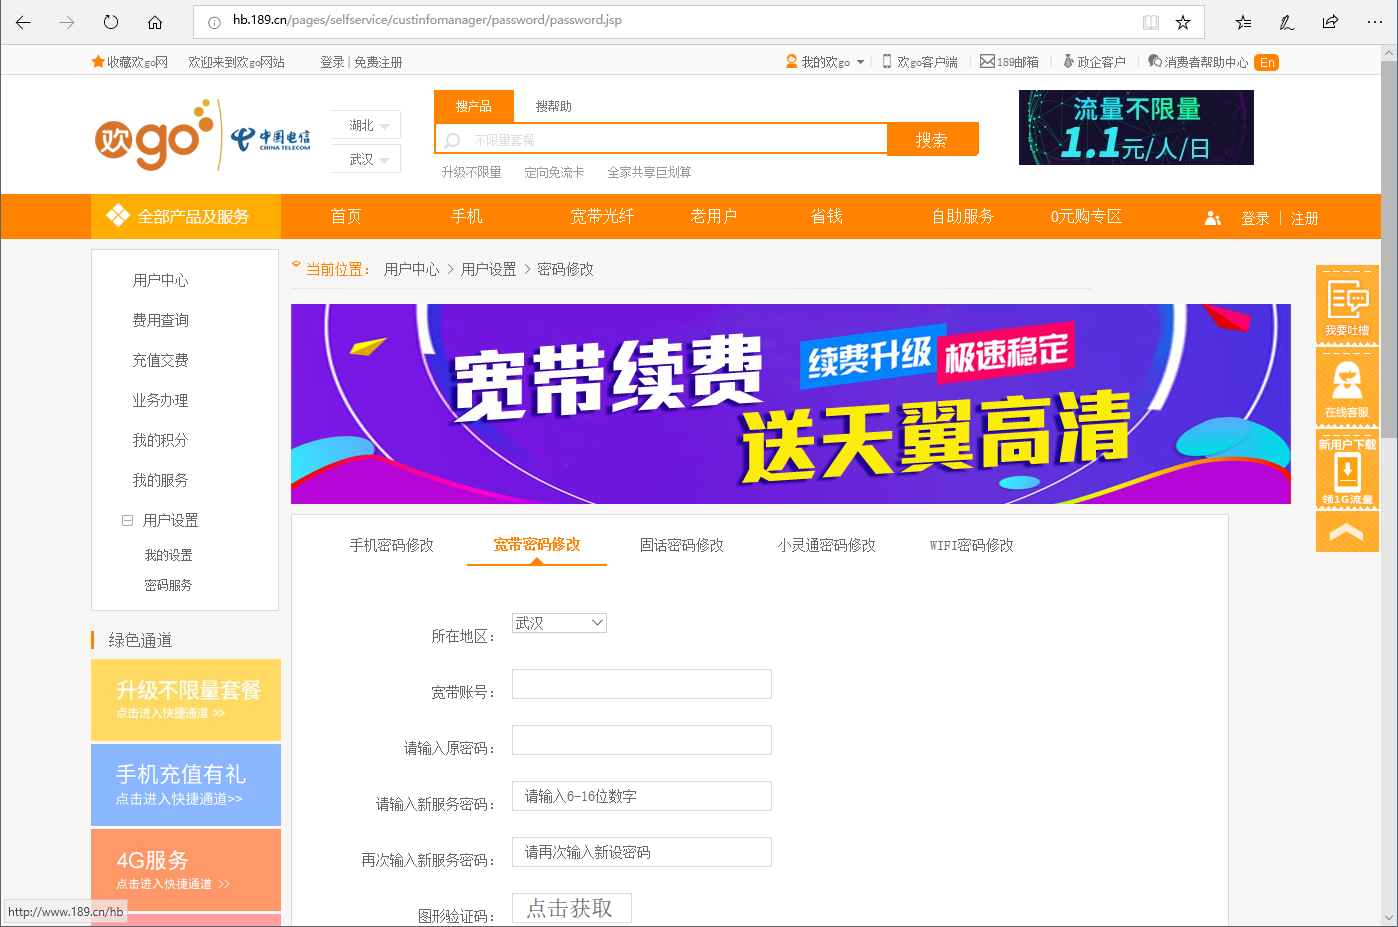 hb.189.cn/pages/selfservice/custinfomanager/password/password.jsp
收藏欢go网 欢迎来到欢go网站 登录 | 免费注册 我的欢go 欢go客户端 189邮箱 政企客户 消费者帮助中心 En
欢go 中国电信 CHINA TELECOM
湖北
武汉
搜产品 搜帮助
不限量套餐 搜索
升级不限量 定向免流卡 全家共享巨划算
流量不限量
1.1元/人/日
全部产品及服务 首页 手机 宽带光纤 老用户 省钱 自助服务 0元购专区 登录 | 注册
用户中心
费用查询
充值交费
业务办理
我的积分
我的服务
用户设置
我的设置
密码服务
绿色通道
升级不限量套餐
点击进入快捷通道 >>
手机充值有礼
点击进入快捷通道>>
4G服务
点击进入快捷通道 >>
当前位置： 用户中心 > 用户设置 > 密码修改
宽带续费 续费升级 极速稳定
送天翼高清
手机密码修改 宽带密码修改 固话密码修改 小灵通密码修改 WIFI密码修改
所在地区： 武汉
宽带账号：
请输入原密码：
请输入新服务密码： 请输入6-16位数字
再次输入新服务密码： 请再次输入新设密码
图形验证码： 点击获取
我要吐槽
在线客服
新用户下载
领1G流量
http://www.189.cn/hb